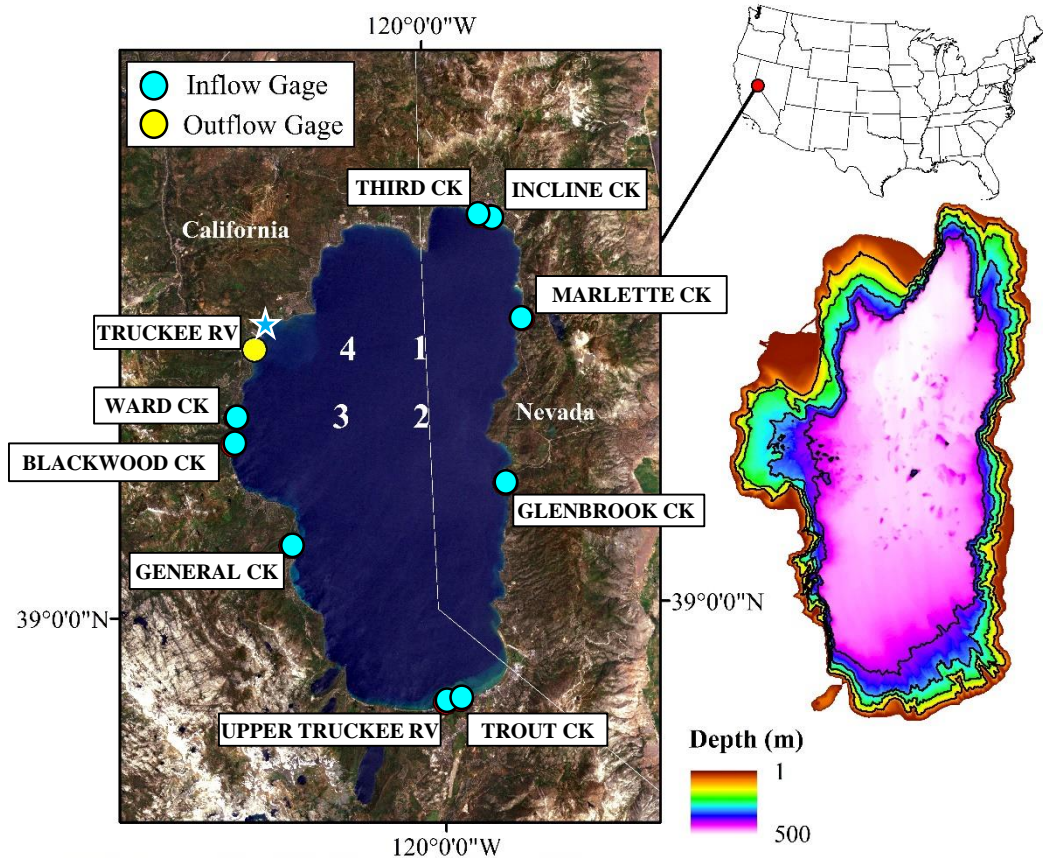 120°0'0"W
Inflow Gage
Outflow Gage
THIRD CK
INCLINE CK
California
MARLETTE CK
TRUCKEE RV
4 1
WARD CK
3 2
Nevada
BLACKWOOD CK
GLENBROOK CK
GENERAL CK
39°0'0"N
39°0'0"N
UPPER TRUCKEE RV
TROUT CK
Depth (m)
1
500
120°0'0"W